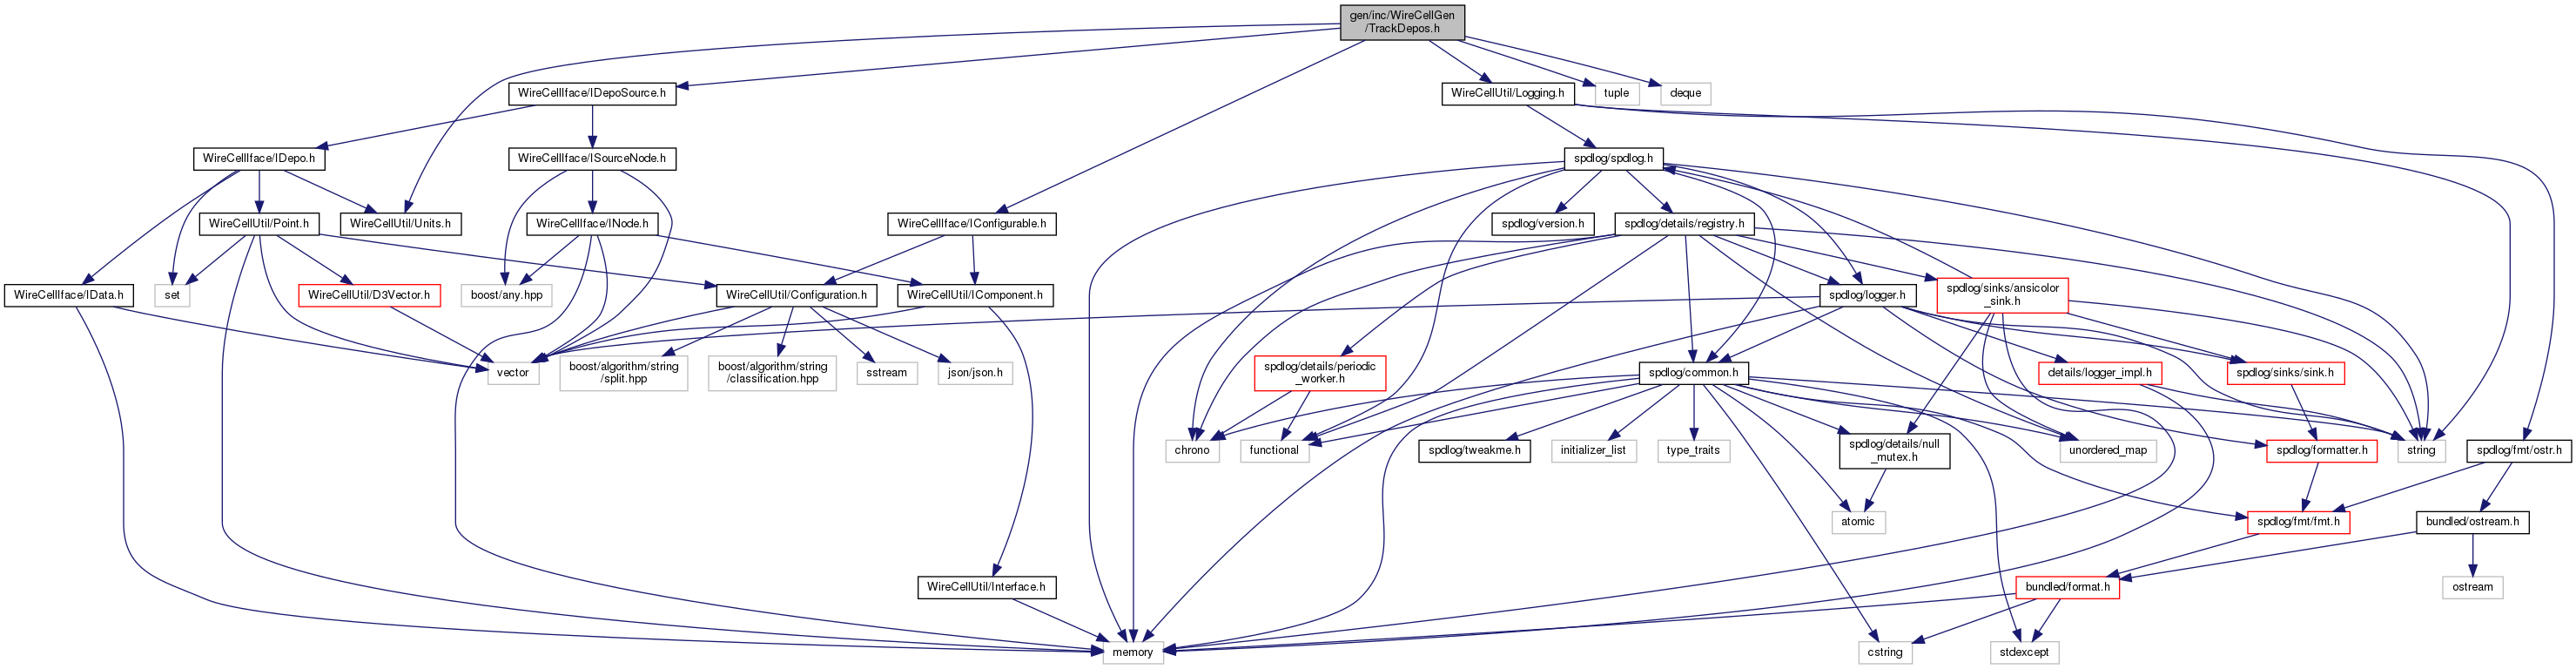 gen/inc/WireCellGen
/TrackDepos.h
WireCellIface/IDepoSource.h
WireCellUtil/Logging.h
tuple
deque
WireCellIface/IDepo.h
WireCellIface/ISourceNode.h
spdlog/spdlog.h
WireCellUtil/Point.h
WireCellUtil/Units.h
WireCellIface/INode.h
WireCellIface/IConfigurable.h
spdlog/version.h
spdlog/details/registry.h
WireCellIface/IData.h
set
WireCellUtil/D3Vector.h
boost/any.hpp
WireCellUtil/Configuration.h
WireCellUtil/IComponent.h
spdlog/logger.h
spdlog/sinks/ansicolor
_sink.h
vector
boost/algorithm/string
/split.hpp
boost/algorithm/string
/classification.hpp
sstream
json/json.h
spdlog/details/periodic
_worker.h
spdlog/common.h
details/logger_impl.h
spdlog/sinks/sink.h
chrono
functional
spdlog/tweakme.h
initializer_list
type_traits
spdlog/details/null
_mutex.h
unordered_map
spdlog/formatter.h
string
spdlog/fmt/ostr.h
atomic
spdlog/fmt/fmt.h
bundled/ostream.h
WireCellUtil/Interface.h
bundled/format.h
ostream
memory
cstring
stdexcept